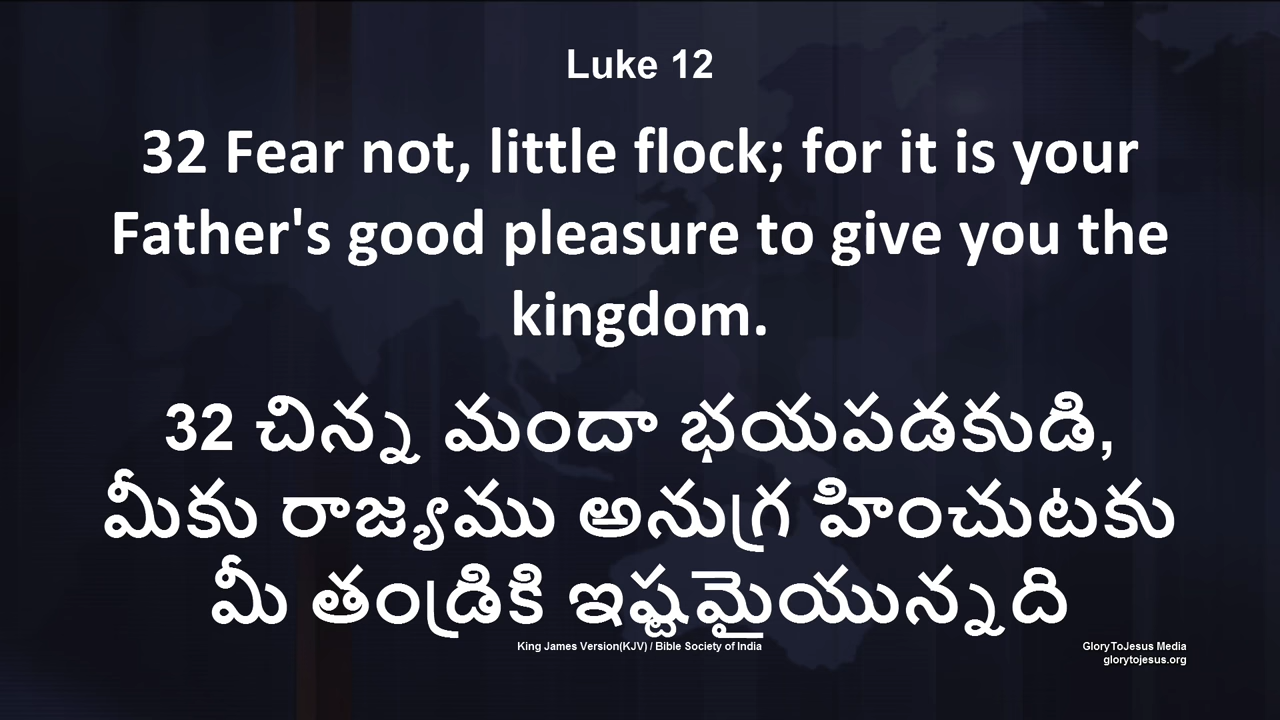 Luke 12
32 Fear not, little flock; for it is your
Father's good pleasure to give you the
kingdom.
32 చిన్న మందా భయపడకుడి,
మీకు రాజ్యము అనుగ్ర హించుటకు
మీ తండ్రికి ఇష్టమైయున్నది
King James Version(KJV) / Bible Society of India
GloryToJesus Media
glorytojesus.org